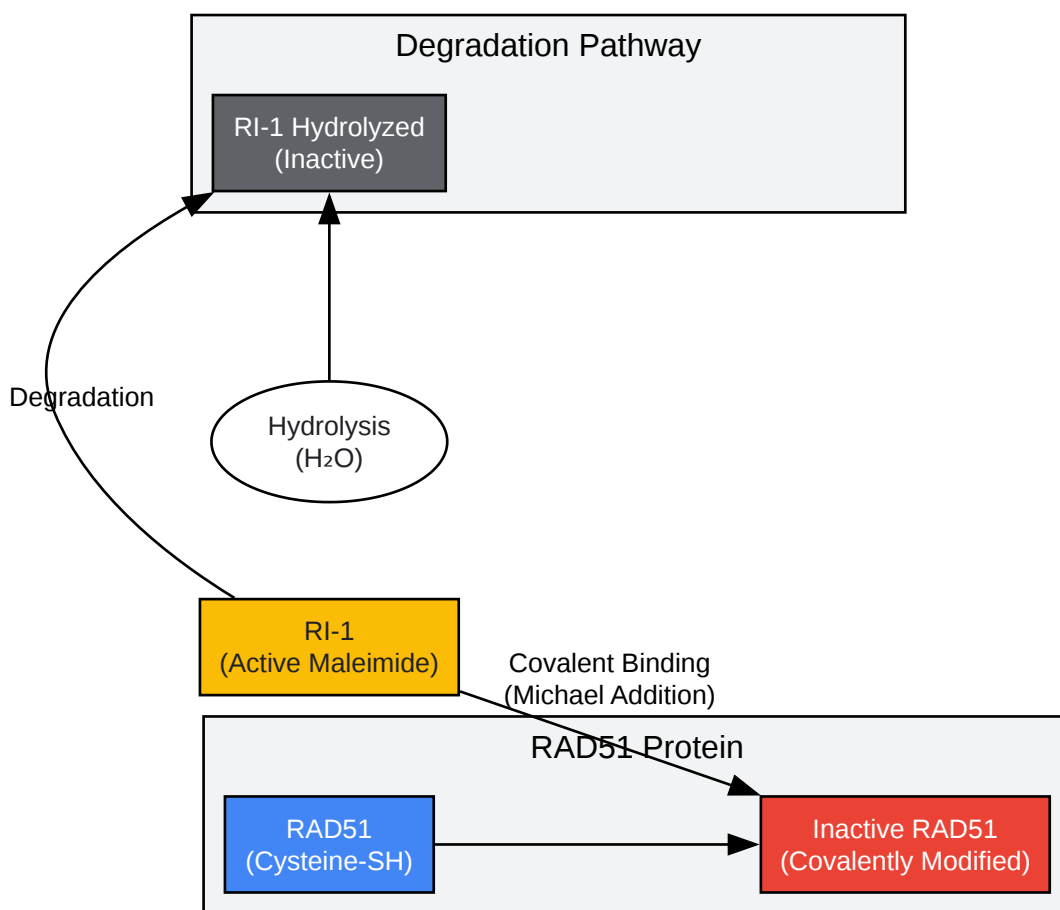 Degradation Pathway
RI-1 Hydrolyzed
(Inactive)
Degradation
Hydrolysis
(H₂O)
RI-1
(Active Maleimide)
Covalent Binding
(Michael Addition)
RAD51 Protein
RAD51
(Cysteine-SH)
Inactive RAD51
(Covalently Modified)